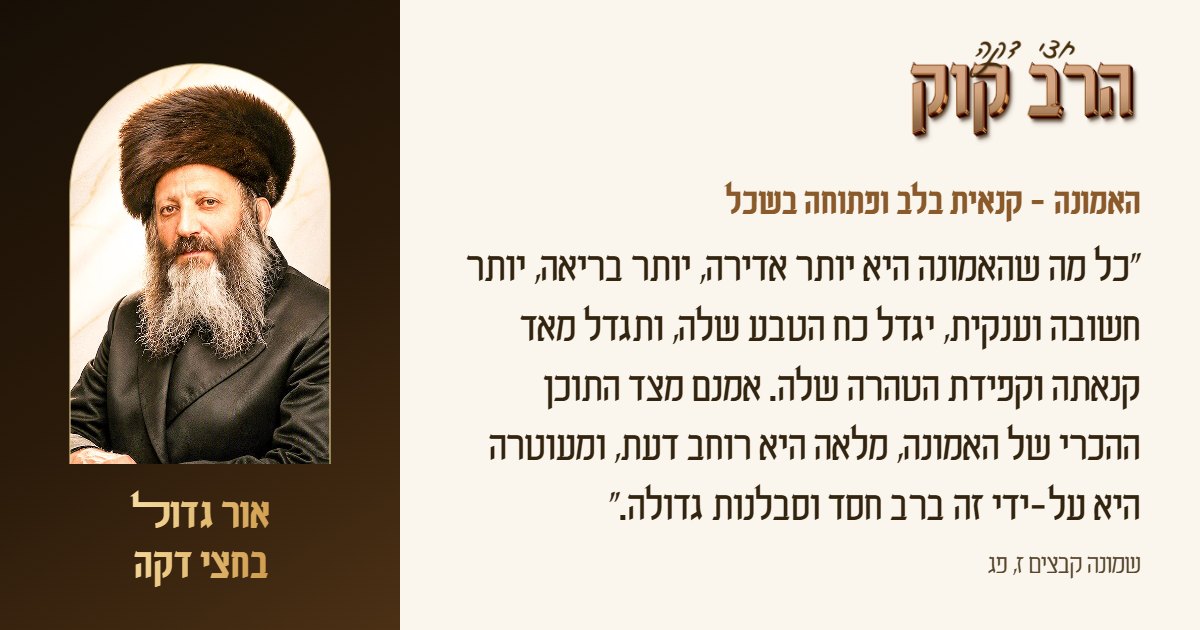 חצי דקה
הרב קוק
האמונה - קנאית בלב ופתוחה בשכל
"כל מה שהאמונה היא יותר אדירה, יותר בריאה, יותר
חשובה וענקית, יגדל כח הטבע שלה, ותגדל מאד
קנאתה וקפידת הטהרה שלה. אמנם מצד התוכן
ההכרי של האמונה, מלאה היא רוחב דעת, ומעוטרה
היא על-ידי זה ברב חסד וסבלנות גדולה."
שמונה קבצים ז, פג
אור גדול
בחצי דקה